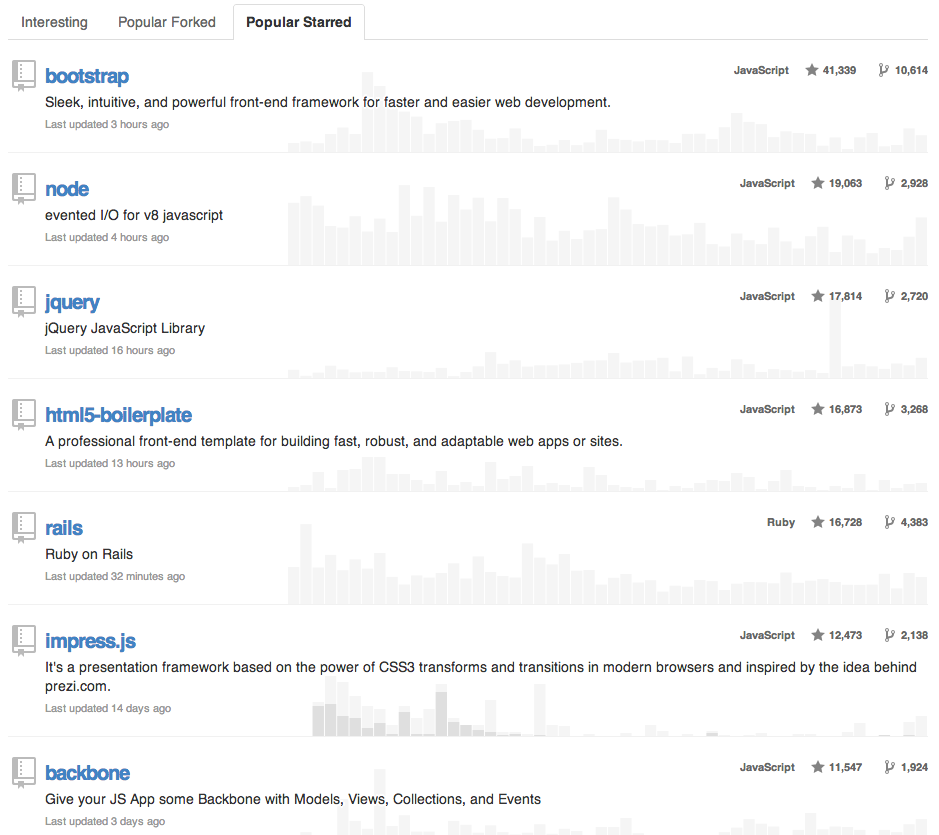 Interesting Popular Forked Popular Starred
bootstrap JavaScript 41,339 10,614
Sleek, intuitive, and powerful front-end framework for faster and easier web development.
Last updated 3 hours ago
node JavaScript 19,063 2,928
evented I/O for v8 javascript
Last updated 4 hours ago
jquery JavaScript 17,814 2,720
jQuery JavaScript Library
Last updated 16 hours ago
html5-boilerplate JavaScript 16,873 3,268
A professional front-end template for building fast, robust, and adaptable web apps or sites.
Last updated 13 hours ago
rails Ruby 16,728 4,383
Ruby on Rails
Last updated 32 minutes ago
impress.js JavaScript 12,473 2,138
It's a presentation framework based on the power of CSS3 transforms and transitions in modern browsers and inspired by the idea behind
prezi.com.
Last updated 14 days ago
backbone JavaScript 11,547 1,924
Give your JS App some Backbone with Models, Views, Collections, and Events
Last updated 3 days ago